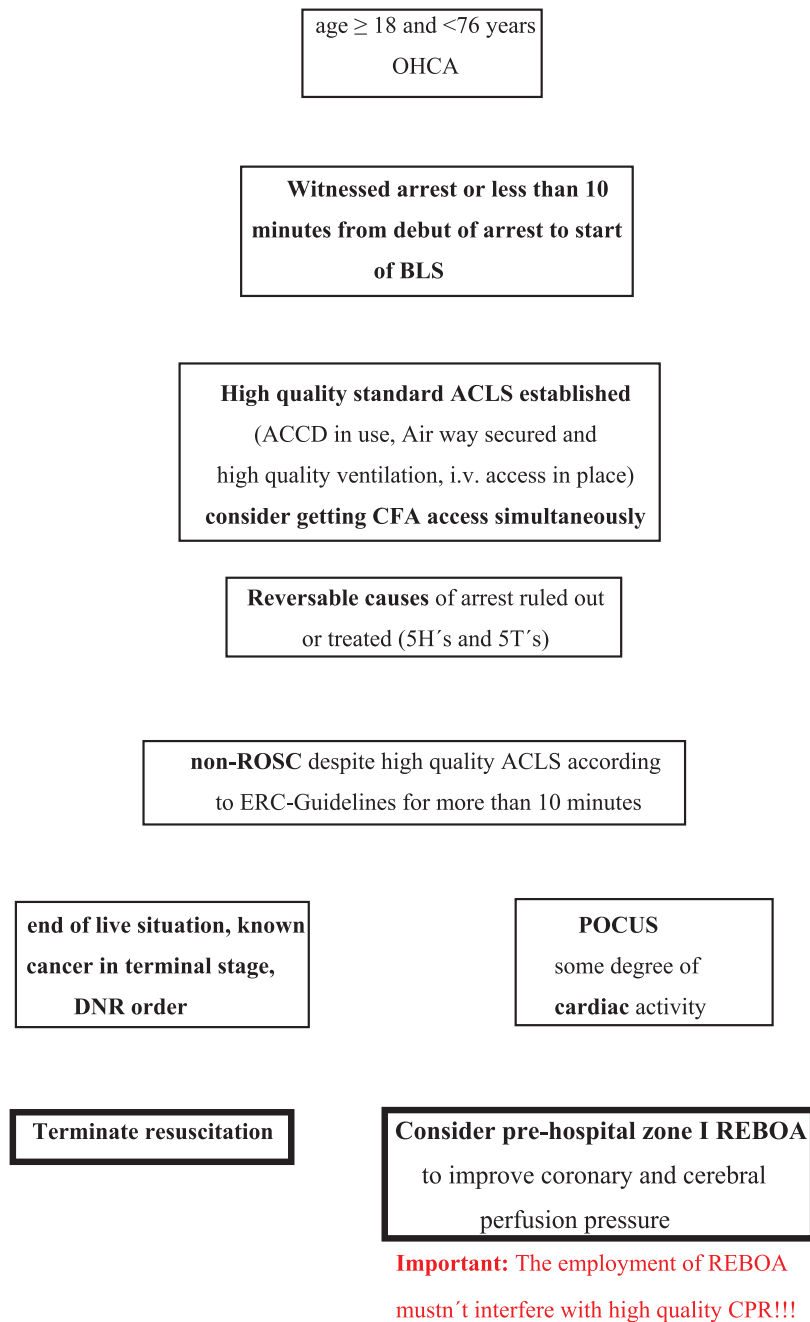 age ≥ 18 and <76 years
OHCA
Witnessed arrest or less than 10
minutes from debut of arrest to start
of BLS
High quality standard ACLS established
(ACCD in use, Air way secured and
high quality ventilation, i.v. access in place)
consider getting CFA access simultaneously
Reversable causes of arrest ruled out
or treated (5H´s and 5T´s)
non-ROSC despite high quality ACLS according
to ERC-Guidelines for more than 10 minutes
end of live situation, known
cancer in terminal stage,
DNR order
POCUS
some degree of
cardiac activity
Terminate resuscitation
Consider pre-hospital zone I REBOA
to improve coronary and cerebral
perfusion pressure
Important: The employment of REBOA
mustn´t interfere with high quality CPR!!!